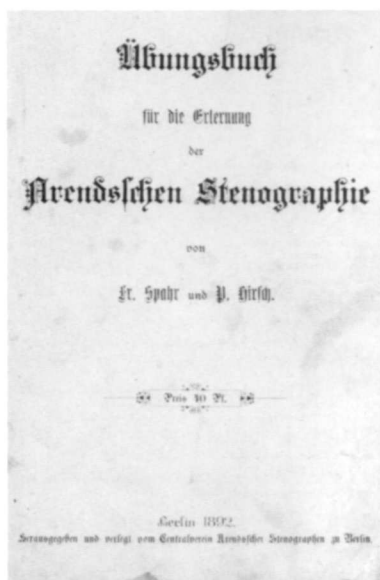 Übungsbuch
für die Erlernung
der
Arendsschen Stenographie
von
Fr. Spahr und P. Hirsch.
Preis 40 Pf.
Berlin 1892.
Herausgegeben und verlegt vom Centralverein Arendsscher Stenographen zu Berlin.